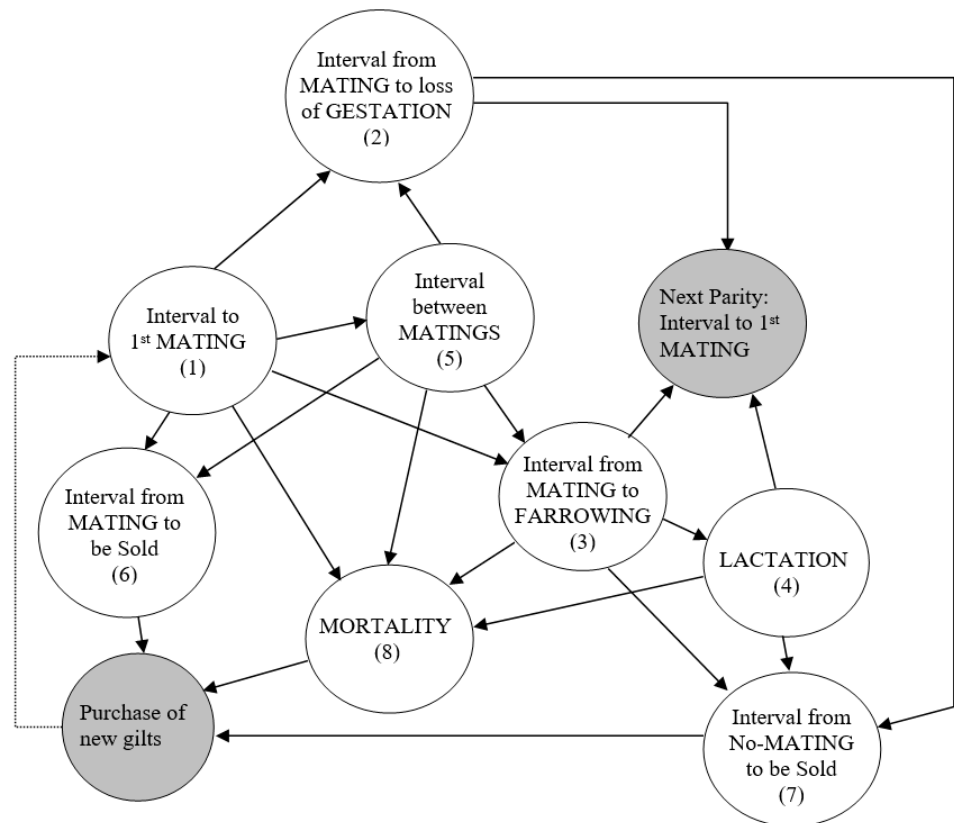 Interval from
MATING to loss
of GESTATION
(2)
Interval to
1st MATING
(1)
Interval
between
MATINGS
(5)
Next Parity:
Interval to 1st
MATING
Interval from
MATING to
be Sold
(6)
Interval from
MATING to
FARROWING
(3)
LACTATION
(4)
MORTALITY
(8)
Purchase of
new gilts
Interval from
No-MATING
to be Sold
(7)